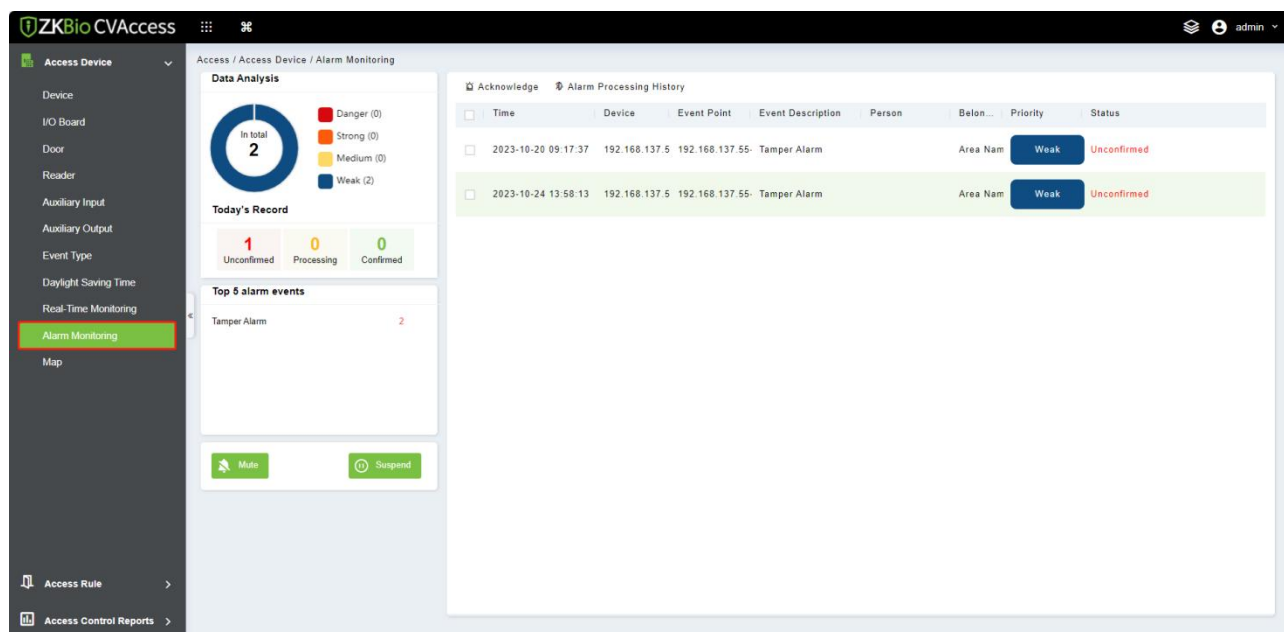 ZKBio CVAccess
admin
Access Device
Device
I/O Board
Door
Reader
Auxiliary Input
Auxiliary Output
Event Type
Daylight Saving Time
Real-Time Monitoring
Alarm Monitoring
Map
Access Rule
Access Control Reports
Access / Access Device / Alarm Monitoring
Data Analysis
In total
2
Danger (0)
Strong (0)
Medium (0)
Weak (2)
Today's Record
1 0 0
Unconfirmed Processing Confirmed
Top 5 alarm events
Tamper Alarm 2
Mute Suspend
Acknowledge Alarm Processing History
Time Device Event Point Event Description Person Belon... Priority Status
2023-10-20 09:17:37 192.168.137.5 192.168.137.55- Tamper Alarm Area Nam Weak Unconfirmed
2023-10-24 13:58:13 192.168.137.5 192.168.137.55- Tamper Alarm Area Nam Weak Unconfirmed